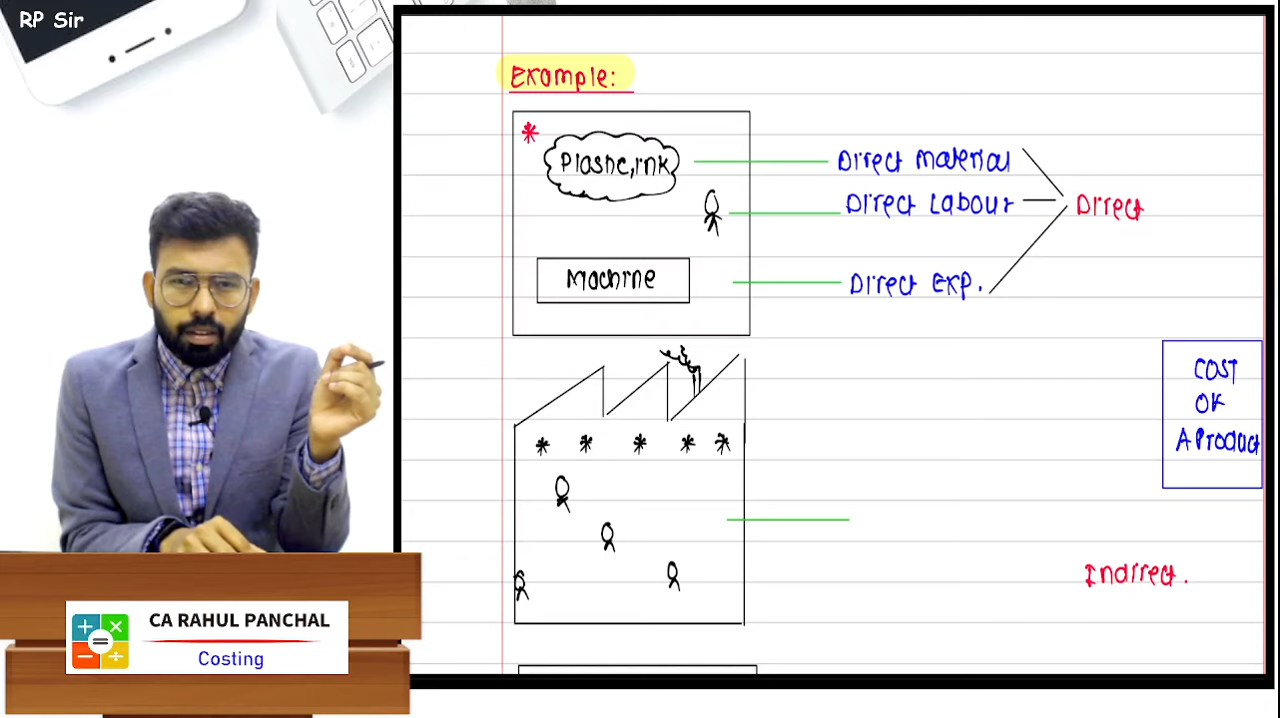 RP Sir
Example:
Plastic,ink
Direct Material
Direct Labour
Direct
Machine
Direct Exp.
COST
OF
A Product
Indirect.
CA RAHUL PANCHAL
Costing